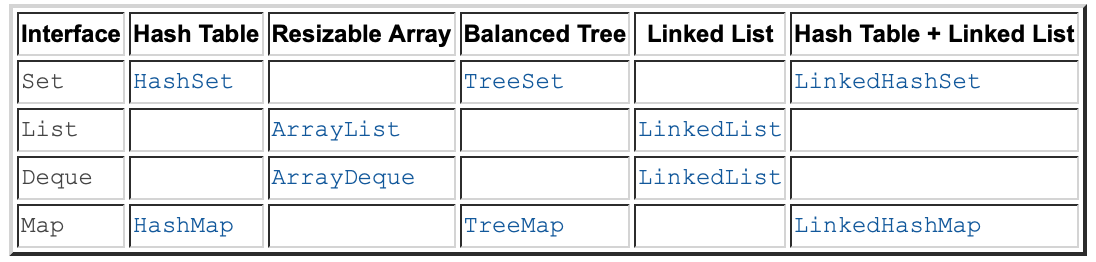 Interface Hash Table Resizable Array Balanced Tree Linked List Hash Table + Linked List
Set HashSet TreeSet LinkedHashSet
List ArrayList LinkedList
Deque ArrayDeque LinkedList
Map HashMap TreeMap LinkedHashMap